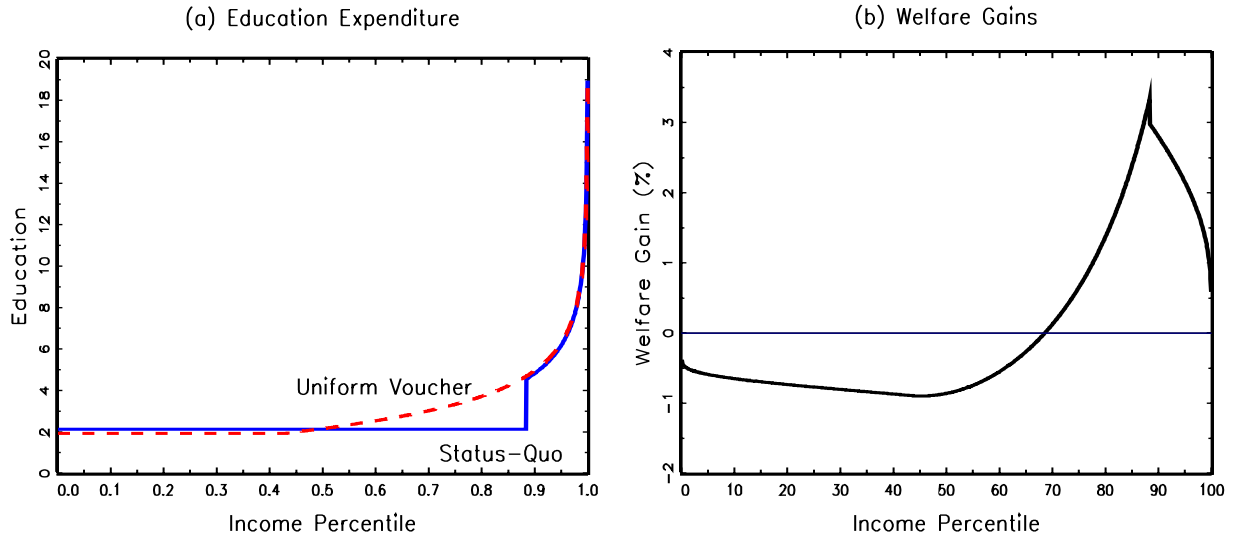 (a) Education Expenditure
20
18
16
14
12
10
8
6
4
2
0
Education
Uniform Voucher
Status-Quo
0.0 0.1 0.2 0.3 0.4 0.5 0.6 0.7 0.8 0.9 1.0
Income Percentile
(b) Welfare Gains
4
3
2
1
0
-1
-2
Welfare Gain (%)
0 10 20 30 40 50 60 70 80 90 100
Income Percentile